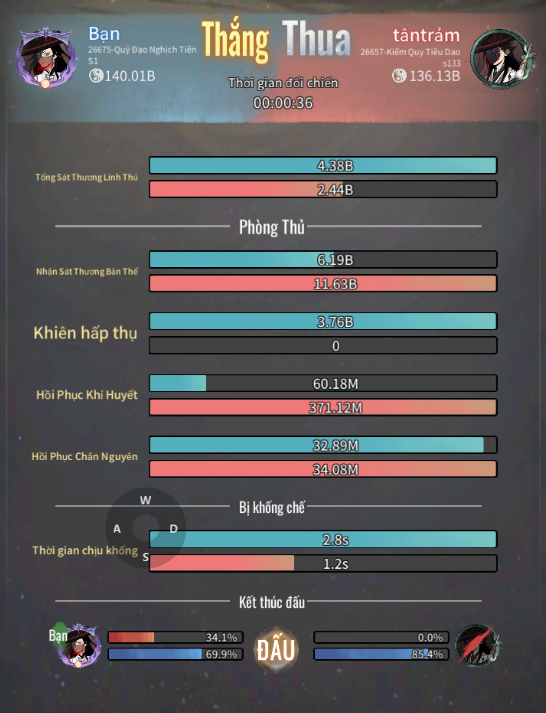 Bạn
26675-Quỷ Đạo Nghịch Thiên
S1
140.01B
Thắng
Thua
tântrảm
26657-Kiếm Quy Tiêu Dao
s133
136.13B
Thời gian đối chiến
00:00:36
Tổng Sát Thương Linh Thú
4.38B
2.44B
Phòng Thủ
Nhận Sát Thương Bản Thể
6.19B
11.63B
Khiên hấp thụ
3.76B
0
Hồi Phục Khí Huyết
60.18M
371.12M
Hồi Phục Chân Nguyên
32.89M
34.08M
Bị khống chế
W
A
D
S
Thời gian chịu khống
2.8s
1.2s
Kết thúc đấu
Bạn
34.1%
69.9%
ĐẤU
0.0%
85.4%